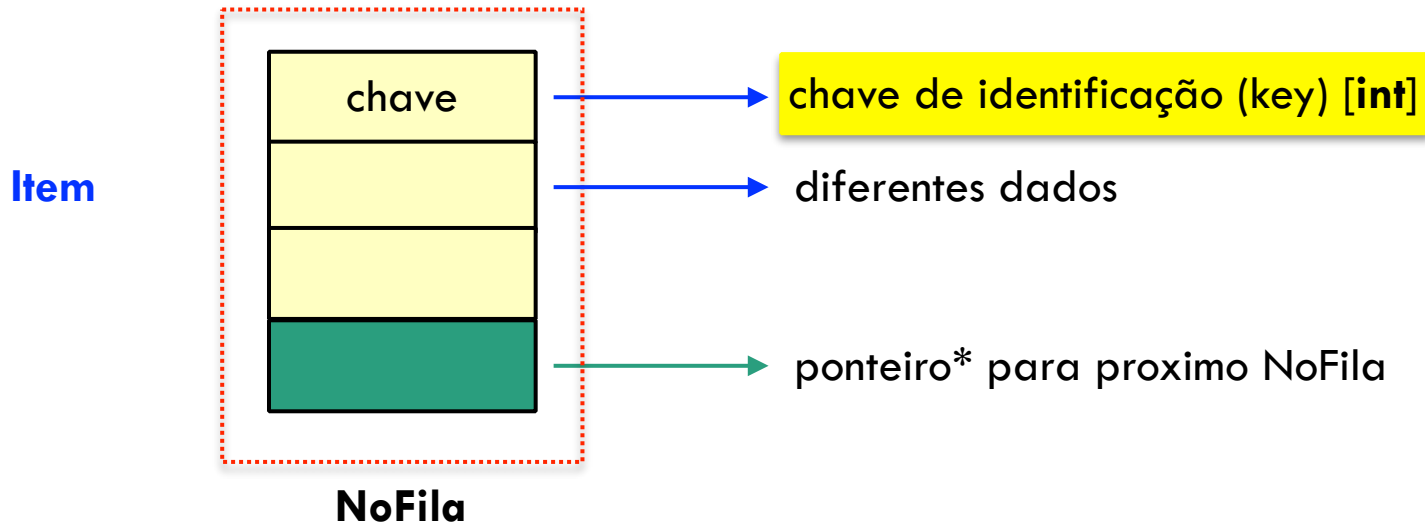 chave
chave de identificação (key) [int]
Item
diferentes dados
ponteiro* para proximo NoFila
NoFila